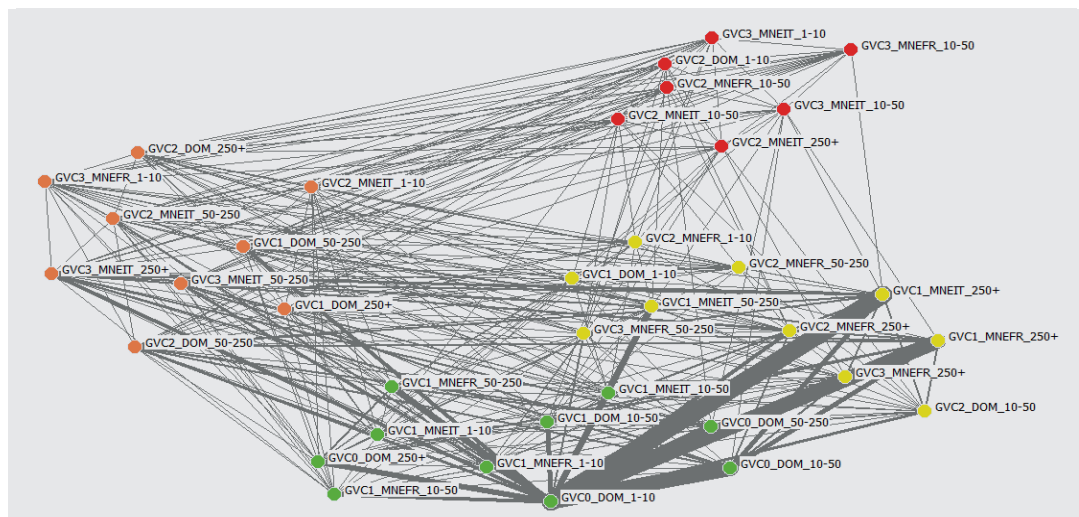 GVC3_MNEIT_1-10
GVC3_MNEFR_10-50
GVC2_DOM_1-10
GVC2_MNEFR_10-50
GVC3_MNEIT_10-50
GVC2_MNEIT_10-50
GVC2_MNEIT_250+
GVC2_DOM_250+
GVC3_MNEFR_1-10
GVC2_MNEIT_1-10
GVC2_MNEIT_50-250
GVC1_DOM_50-250
GVC2_MNEFR_1-10
GVC2_MNEFR_50-250
GVC3_MNEIT_250+
GVC3_MNEIT_50-250
GVC1_DOM_1-10
GVC1_MNEIT_250+
GVC1_DOM_250+
GVC1_MNEIT_50-250
GVC3_MNEFR_50-250
GVC2_MNEFR_250+
GVC1_MNEFR_250+
GVC2_DOM_50-250
GVC3_MNEFR_250+
GVC1_MNEFR_50-250
GVC1_MNEIT_10-50
GVC2_DOM_10-50
GVC1_DOM_10-50
GVC0_DOM_50-250
GVC1_MNEIT_1-10
GVC0_DOM_250+
GVC1_MNEFR_1-10
GVC0_DOM_10-50
GVC1_MNEFR_10-50
GVC0_DOM_1-10